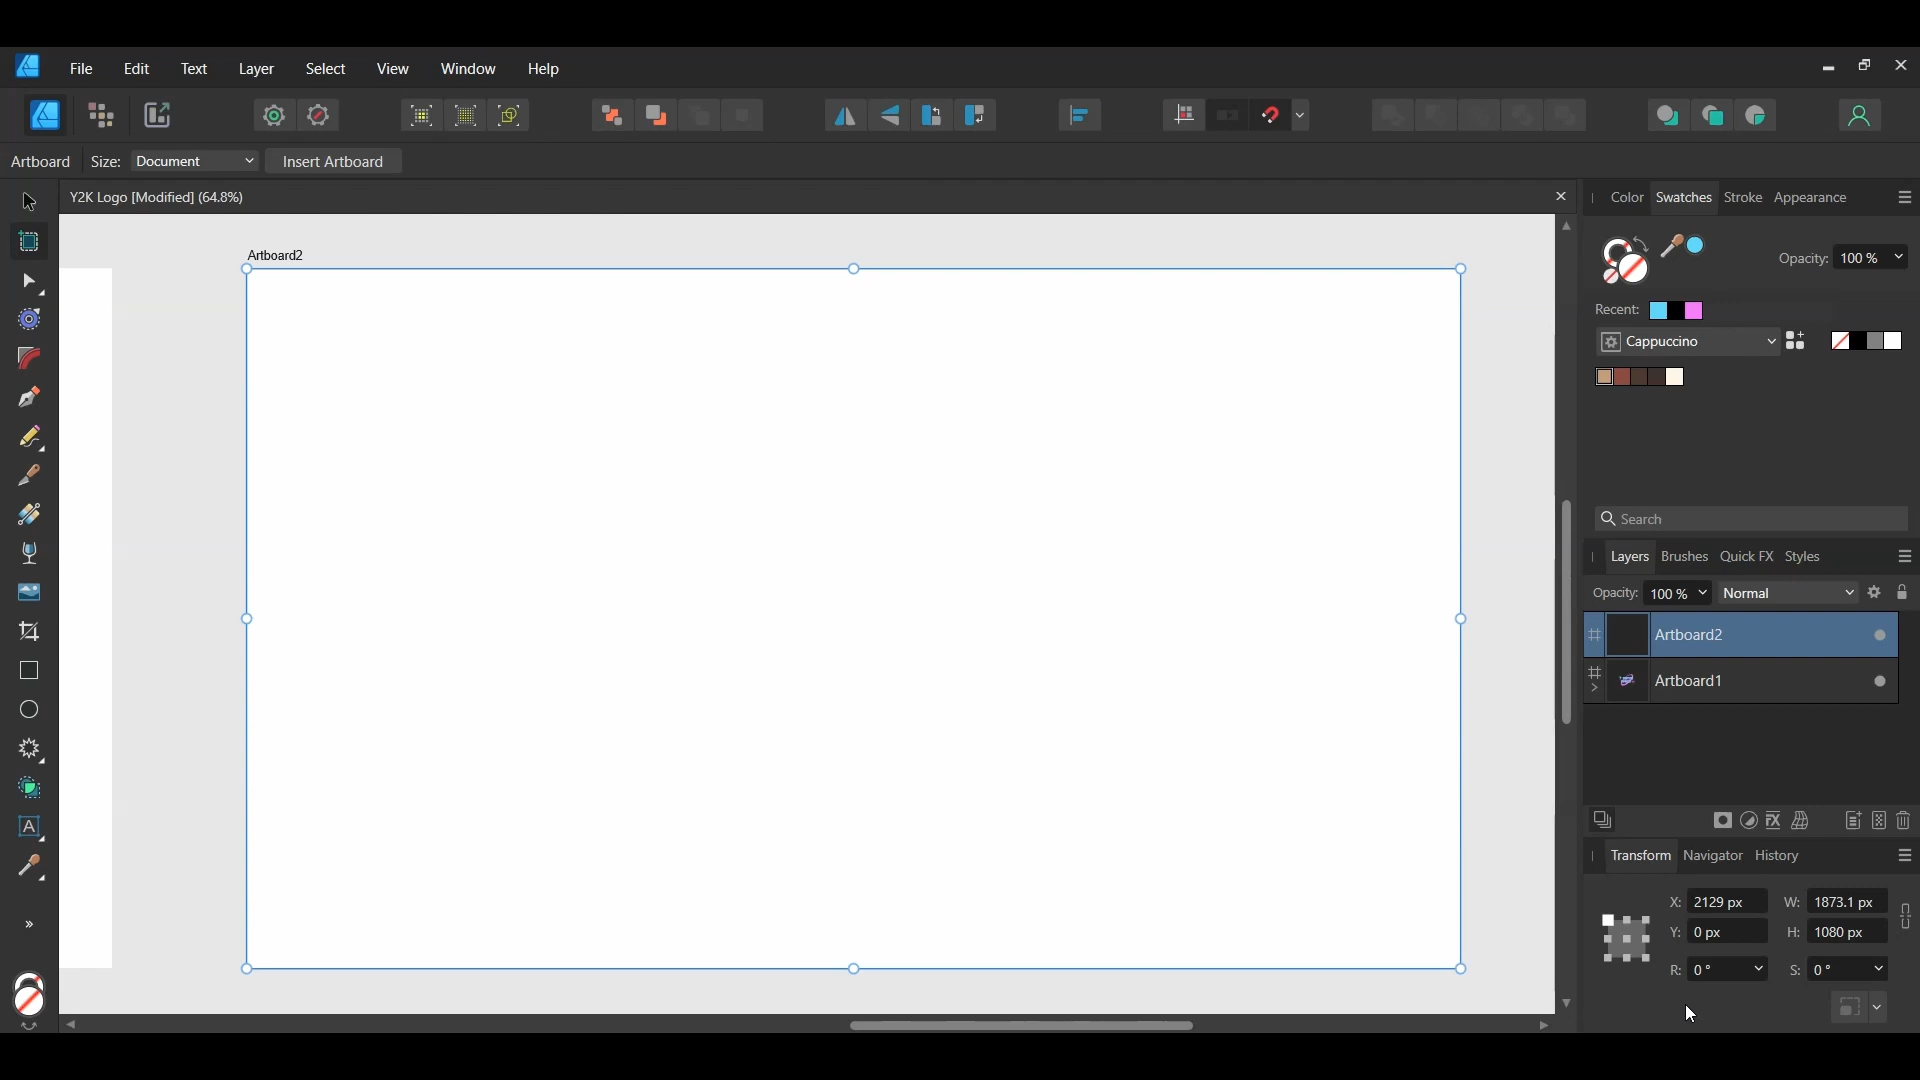 File Edit Text Layer Select View Window Help
Artboard Size: Document Insert Artboard
Y2K Logo [Modified] (64.8%)
Artboard2
Color Swatches Stroke Appearance
Opacity: 100 %
Recent:
Cappuccino
Search
Layers Brushes Quick FX Styles
Opacity: 100 % Normal
Artboard2
Artboard1
Transform Navigator History
X: 2129 px W: 1873.1 px
Y: 0 px H: 1080 px
R: 0 ° S: 0 °